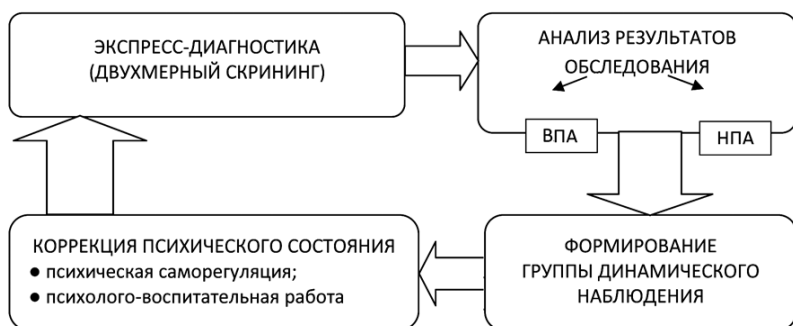 ЭКСПРЕСС-ДИАГНОСТИКА
(ДВУХМЕРНЫЙ СКРИНИНГ)
АНАЛИЗ РЕЗУЛЬТАТОВ
ОБСЛЕДОВАНИЯ
ВПА
НПА
КОРРЕКЦИЯ ПСИХИЧЕСКОГО СОСТОЯНИЯ
● психическая саморегуляция;
● психолого-воспитательная работа
ФОРМИРОВАНИЕ
ГРУППЫ ДИНАМИЧЕСКОГО
НАБЛЮДЕНИЯ